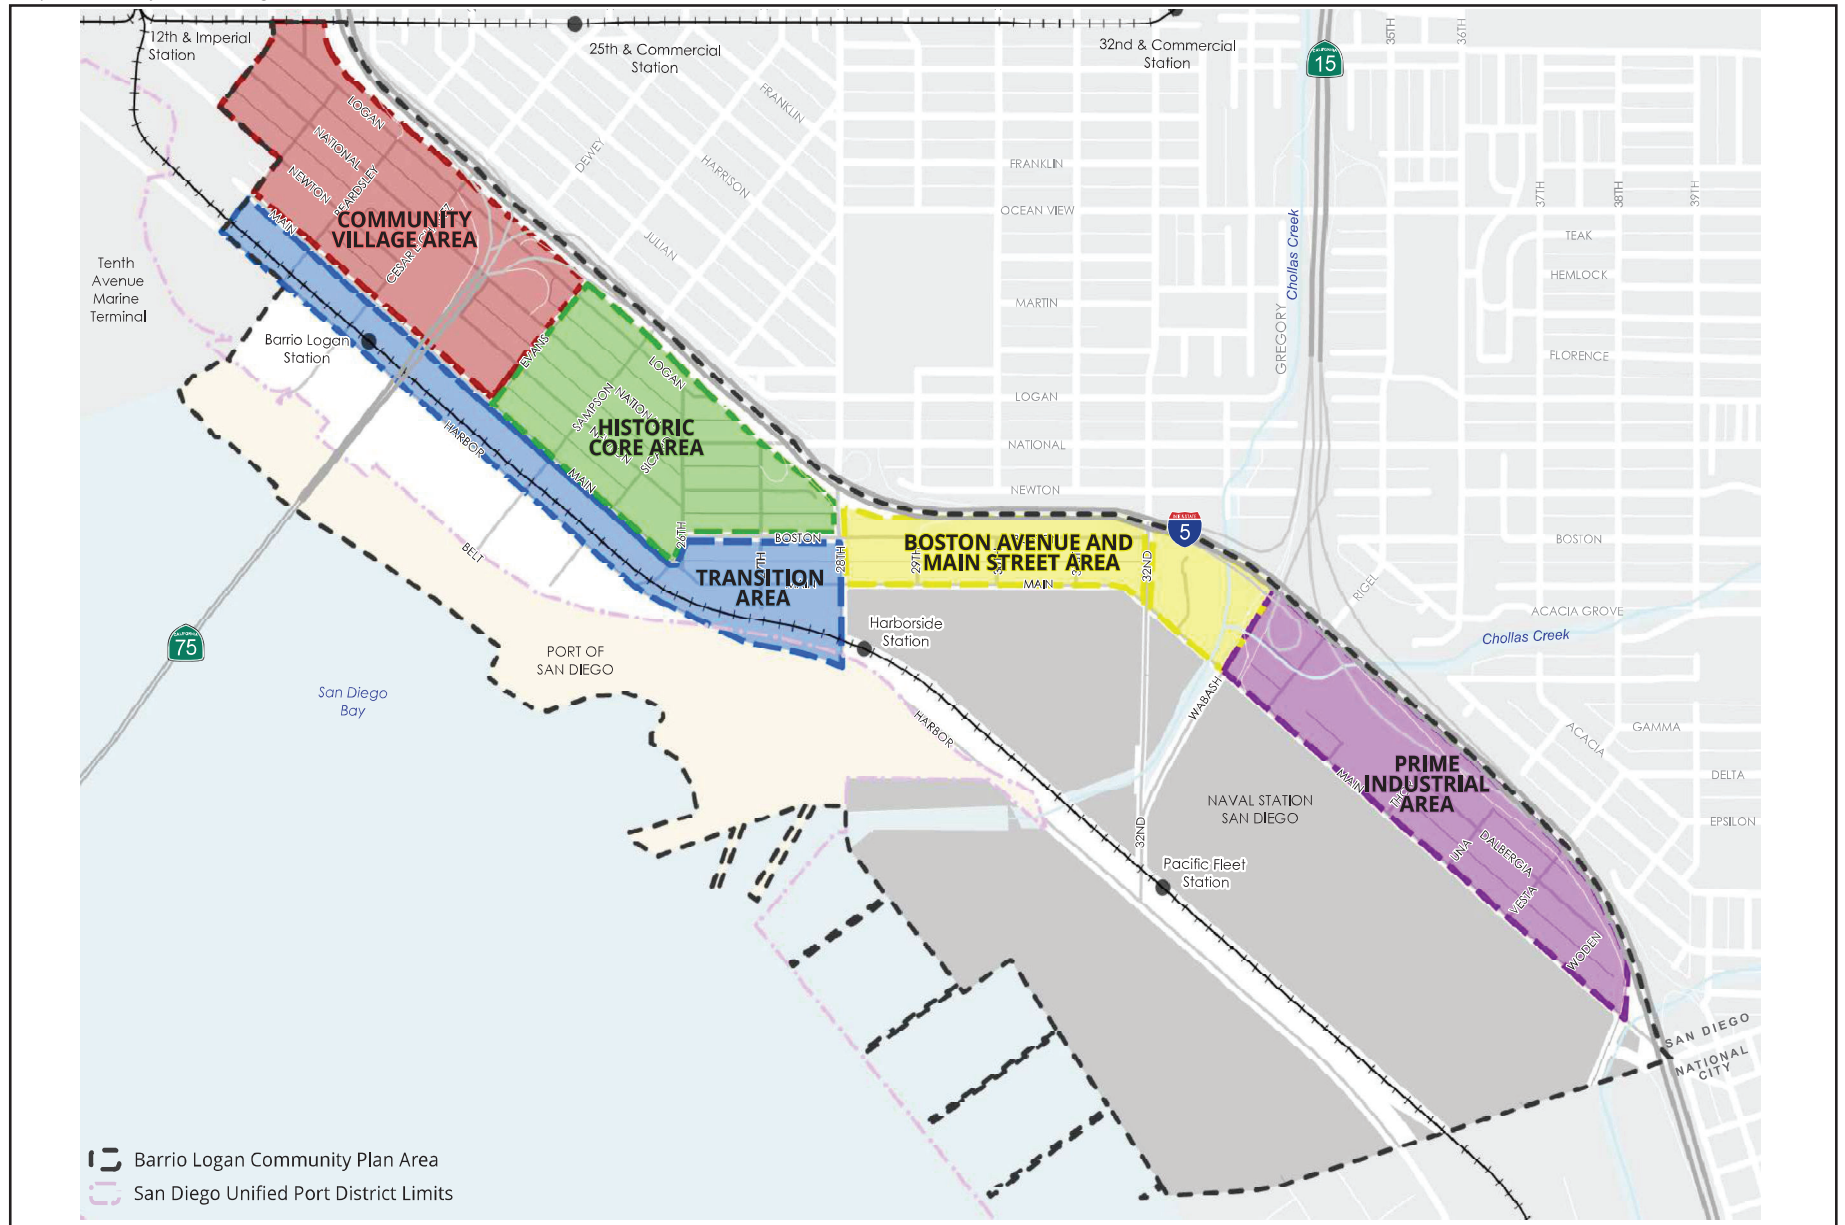 12th & Imperial
Station
25th & Commercial
Station
32nd & Commercial
Station
CALIFORNIA
15
35TH
36TH
FRANKLIN
DEWEY
HARRISON
JULIAN
FRANKLIN
OCEAN VIEW
MARTIN
LOGAN
NATIONAL
NEWTON
GREGORY
Chollas Creek
37TH
38TH
39TH
TEAK
HEMLOCK
FLORENCE
BOSTON
RIGEL
ACACIA GROVE
Chollas Creek
ACACIA
GAMMA
DELTA
EPSILON
LOGAN
NATIONAL
NEWTON
BEARDSLEY
MAIN
COMMUNITY
VILLAGE AREA
Tenth
Avenue
Marine
Terminal
Barrio Logan
Station
EVANS
LOGAN
SAMPSON
HISTORIC
CORE AREA
HARBOR
MAIN
26TH
BOSTON
28TH
TRANSITION
AREA
BELT
BOSTON AVENUE AND
MAIN STREET AREA
29TH
MAIN
32ND
5
Harborside
Station
CALIFORNIA
75
PORT OF
SAN DIEGO
San Diego
Bay
HARBOR
WABASH
NAVAL STATION
SAN DIEGO
32ND
Pacific Fleet
Station
PRIME
INDUSTRIAL
AREA
MAIN
UNA
DALBERGIA
VESTA
WODEN
SAN DIEGO
NATIONAL
CITY
Barrio Logan Community Plan Area
San Diego Unified Port District Limits